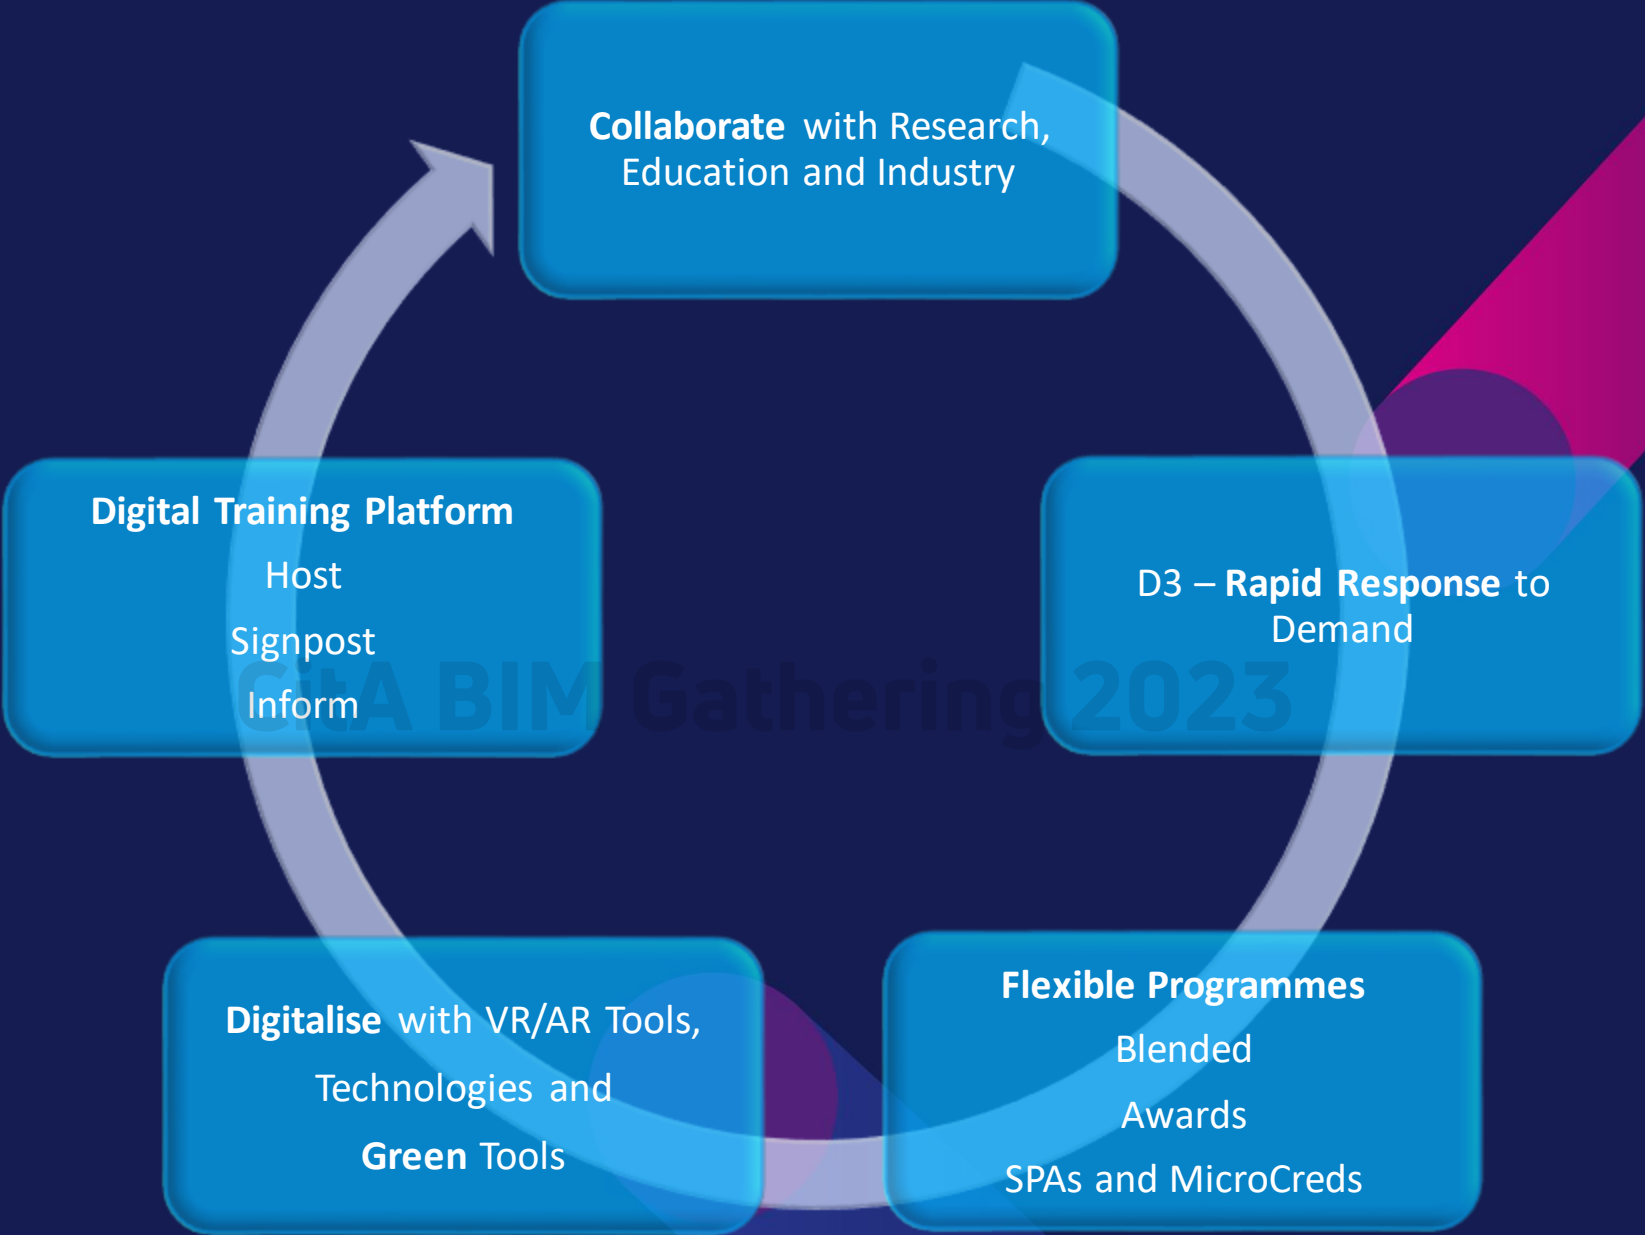 Collaborate with Research,
Education and Industry
D3 – Rapid Response to
Demand
Flexible Programmes
Blended
Awards
SPAs and MicroCreds
Digitalise with VR/AR Tools,
Technologies and
Green Tools
Digital Training Platform
Host
Signpost
Inform
CitA BIM Gathering 2023